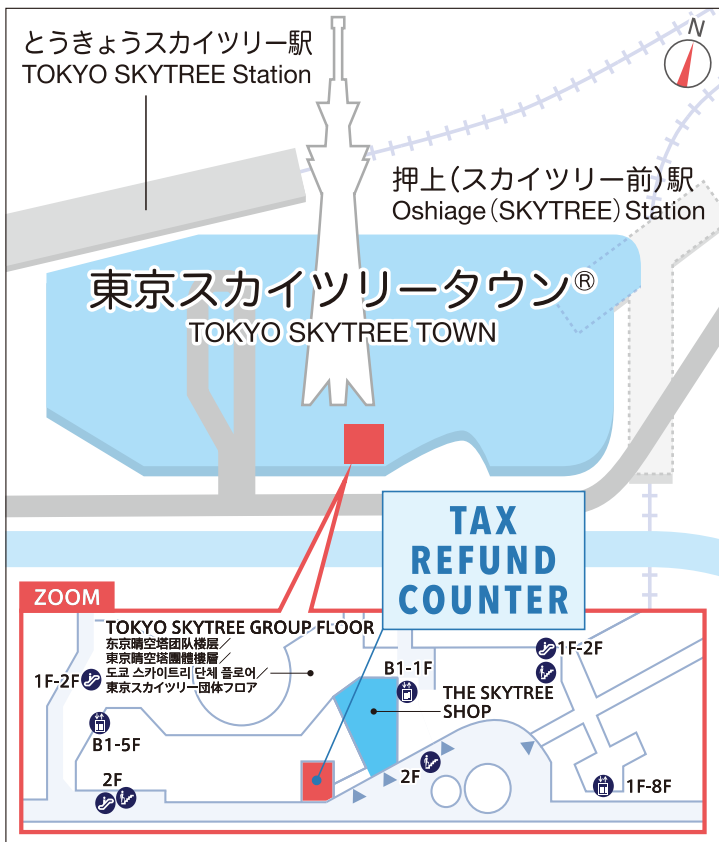 とうきょうスカイツリー駅
TOKYO SKYTREE Station
N
押上(スカイツリー前)駅
Oshiage(SKYTREE)Station
東京スカイツリータウン®
TOKYO SKYTREE TOWN
TAX
REFUND
COUNTER
ZOOM
TOKYO SKYTREE GROUP FLOOR
东京晴空塔团队楼层/
東京晴空塔團體樓層/
도쿄 스카이트리 단체 플로어/
東京スカイツリー団体フロア
1F-2F
B1-1F
1F-2F
THE SKYTREE
SHOP
B1-5F
2F
2F
1F-8F